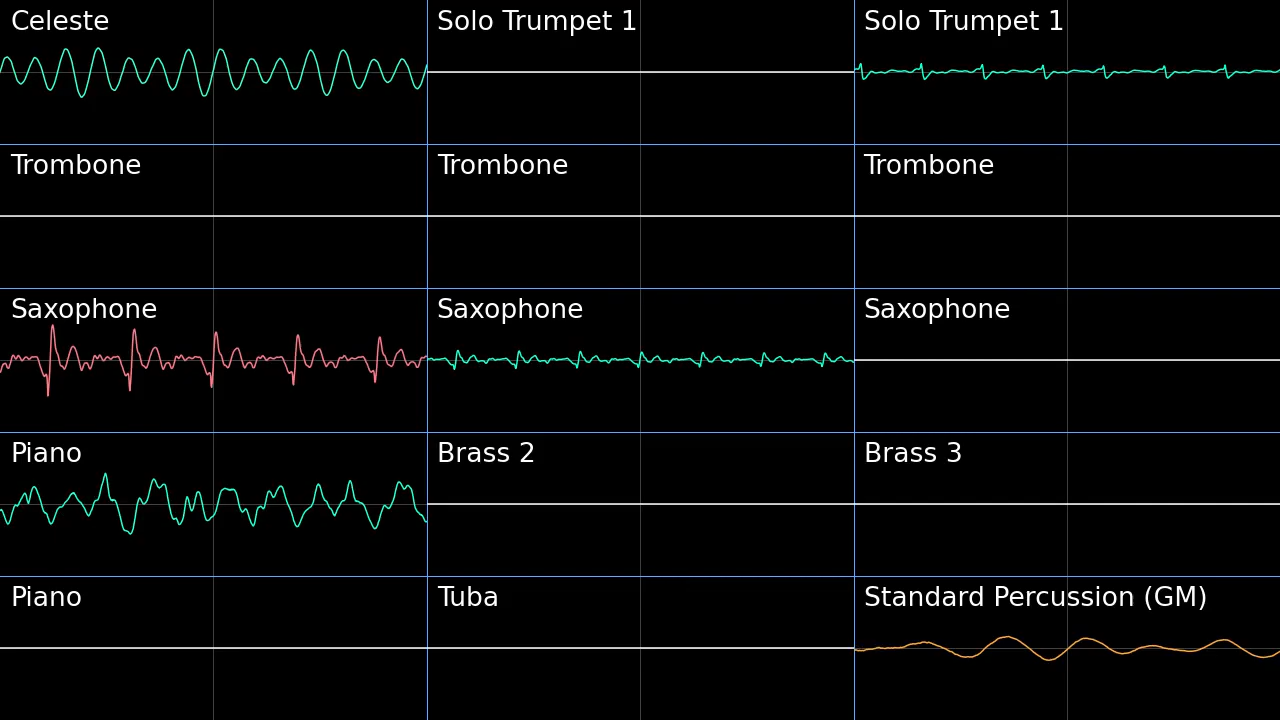 Celeste
Solo Trumpet 1
Solo Trumpet 1
Trombone
Trombone
Trombone
Saxophone
Saxophone
Saxophone
Piano
Brass 2
Brass 3
Piano
Tuba
Standard Percussion (GM)